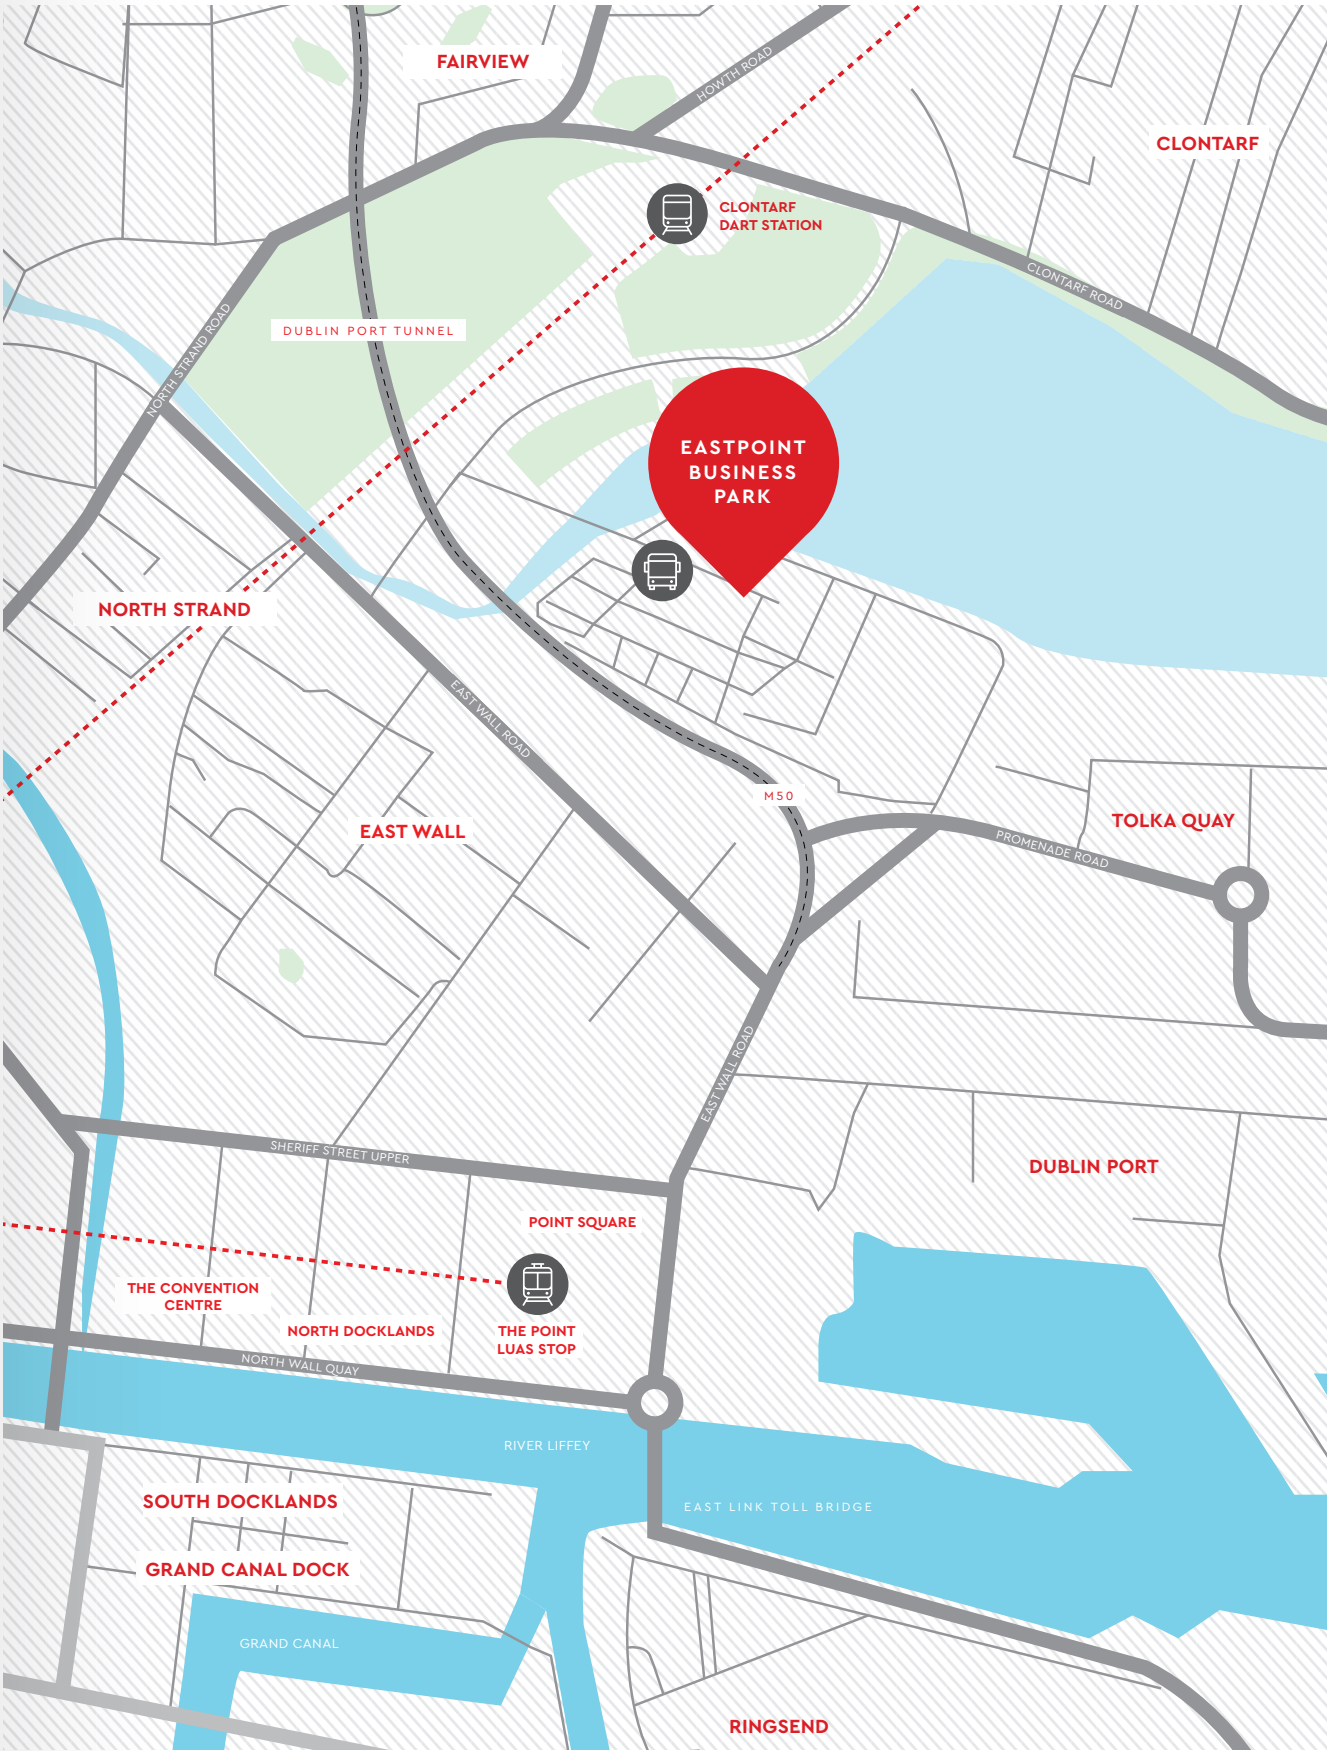 FAIRVIEW
HOWTH ROAD
CLONTARF
CLONTARF
DART STATION
CLONTARF ROAD
NORTH STRAND ROAD
DUBLIN PORT TUNNEL
EASTPOINT
BUSINESS
PARK
NORTH STRAND
EAST WALL ROAD
M50
EAST WALL
TOLKA QUAY
PROMENADE ROAD
EAST WALL ROAD
SHERIFF STREET UPPER
DUBLIN PORT
POINT SQUARE
THE CONVENTION
CENTRE
NORTH DOCKLANDS
THE POINT
LUAS STOP
NORTH WALL QUAY
RIVER LIFFEY
SOUTH DOCKLANDS
EAST LINK TOLL BRIDGE
GRAND CANAL DOCK
GRAND CANAL
RINGSEND